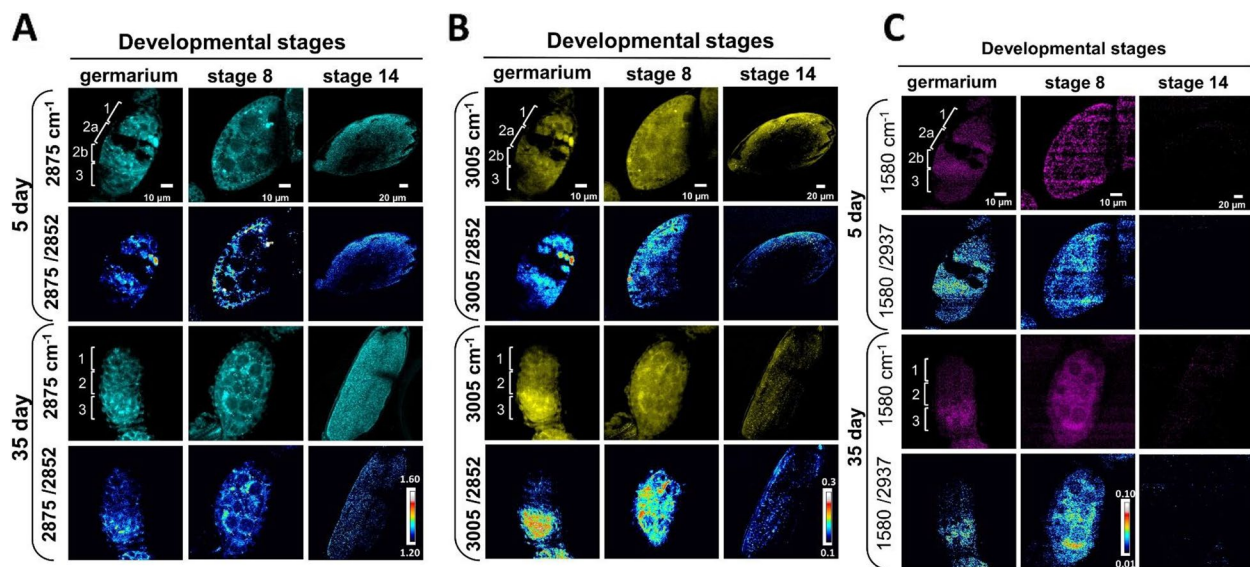 A
Developmental stages
germarium stage 8 stage 14
5 day
2875 cm⁻¹
1
2a
2b
3
10 µm
10 µm
20 µm
2875 /2852
35 day
2875 cm⁻¹
1
2
3
2875 /2852
1.60
1.20
B
Developmental stages
germarium stage 8 stage 14
5 day
3005 cm⁻¹
1
2a
2b
3
10 µm
10 µm
20 µm
3005 /2852
35 day
3005 cm⁻¹
1
2
3
3005 /2852
0.3
0.1
C
Developmental stages
germarium stage 8 stage 14
5 day
1580 cm⁻¹
1
2a
2b
3
10 µm
10 µm
20 µm
1580 /2937
35 day
1580 cm⁻¹
1
2
3
1580 /2937
0.10
0.01